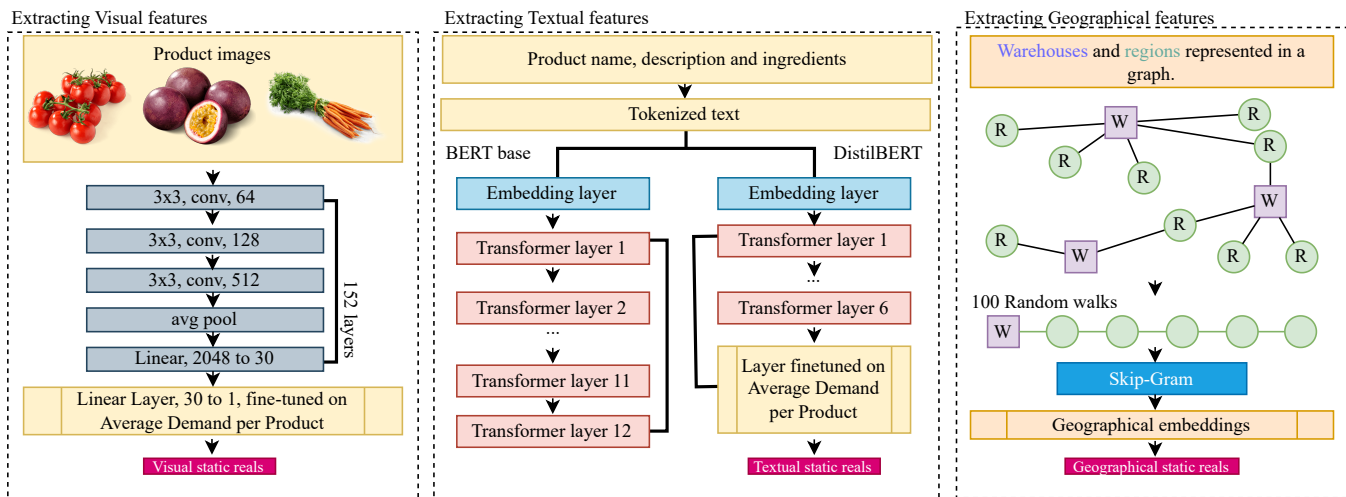 Extracting Visual features
Product images
3x3, conv, 64
3x3, conv, 128
3x3, conv, 512
avg pool
Linear, 2048 to 30
152 layers
Linear Layer, 30 to 1, fine-tuned on
Average Demand per Product
Visual static reals
Extracting Textual features
Product name, description and ingredients
Tokenized text
BERT base
Embedding layer
Transformer layer 1
Transformer layer 2
...
Transformer layer 11
Transformer layer 12
DistilBERT
Embedding layer
Transformer layer 1
...
Transformer layer 6
Layer finetuned on
Average Demand
per Product
Textual static reals
Extracting Geographical features
Warehouses and regions represented in a
graph.
R
W
R
R
R
R
W
R
R
W
R
R
100 Random walks
W
Skip-Gram
Geographical embeddings
Geographical static reals